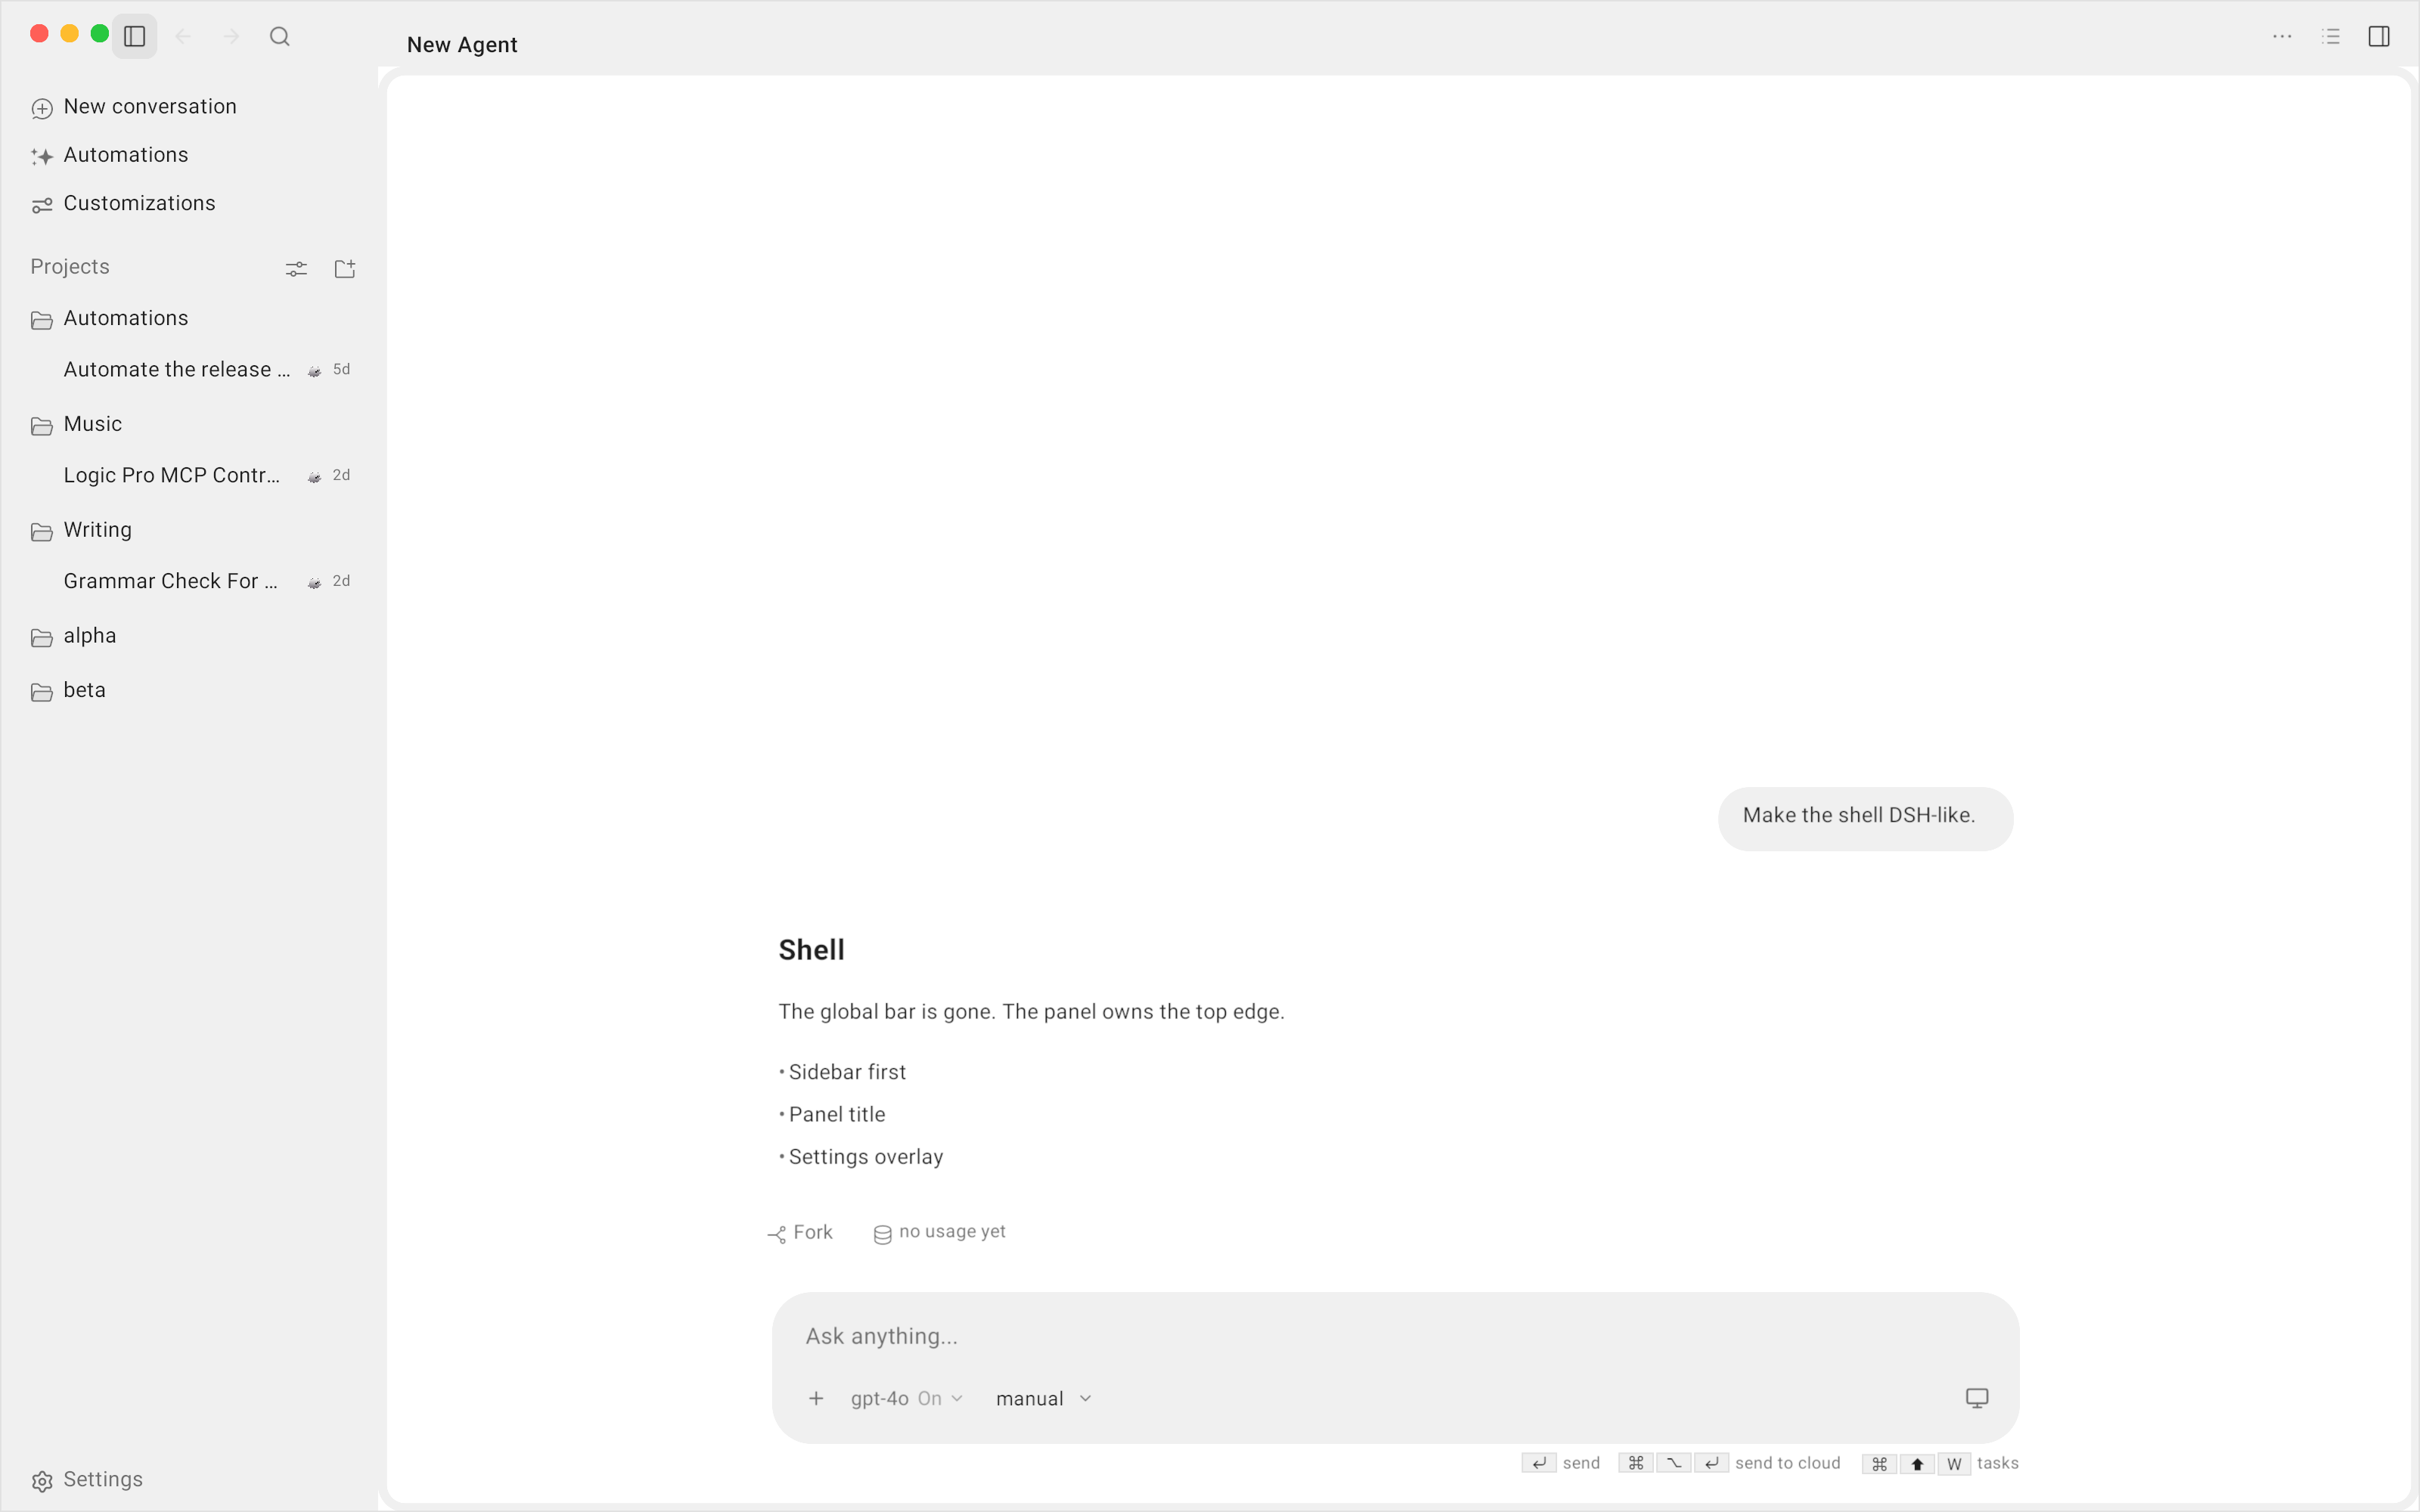 New Agent
New conversation
Automations
Customizations
Projects
Automations
Automate the release ... 5d
Music
Logic Pro MCP Contr... 2d
Writing
Grammar Check For ... 2d
alpha
beta
Settings
Make the shell DSH-like.
Shell
The global bar is gone. The panel owns the top edge.
• Sidebar first
• Panel title
• Settings overlay
Fork no usage yet
Ask anything...
gpt-4o On manual
↵ send ⌘ ⌥ ↵ send to cloud ⌘ ⬆ W tasks